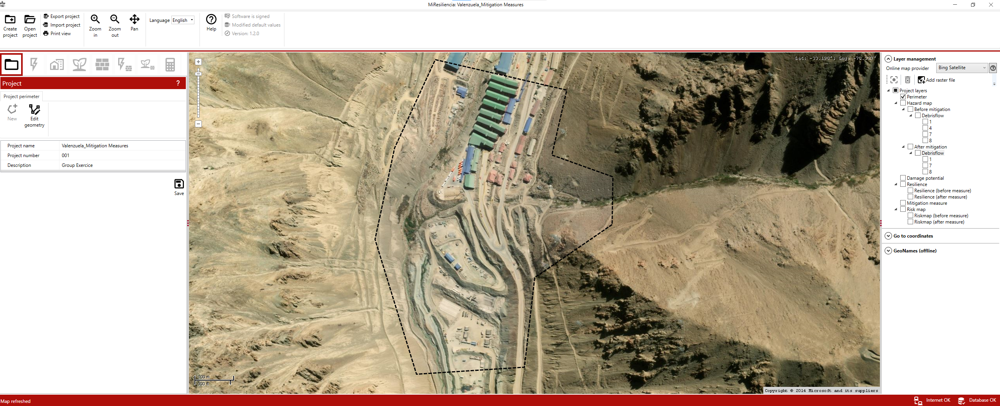 MiResiliencia: Valenzuela_Mitigation Measures
Create project
Open project
Export project
Import project
Print view
Zoom in
Zoom out
Pan
Language English
Help
Software is signed
Modified default values
Version: 1.2.0
Project ?
Project perimeter
New
Edit geometry
Project name Valenzuela_Mitigation Measures
Project number 001
Description Group Exercice
Save
Lat: -33.190°; Lng: -70.327°
100 m
300 ft
Copyright © 2014 Microsoft and its suppliers
Layer management
Online map provider Bing Satellite
Add raster file
Project layers
Perimeter
Hazard map
Before mitigation
Debrisflow
1
4
7
8
After mitigation
Debrisflow
1
7
8
Damage potential
Resilience
Resilience (before measure)
Resilience (after measure)
Mitigation measure
Risk map
Riskmap (before measure)
Riskmap (after measure)
Go to coordinates
GeoNames (offline)
Map refreshed
Internet OK
Database OK